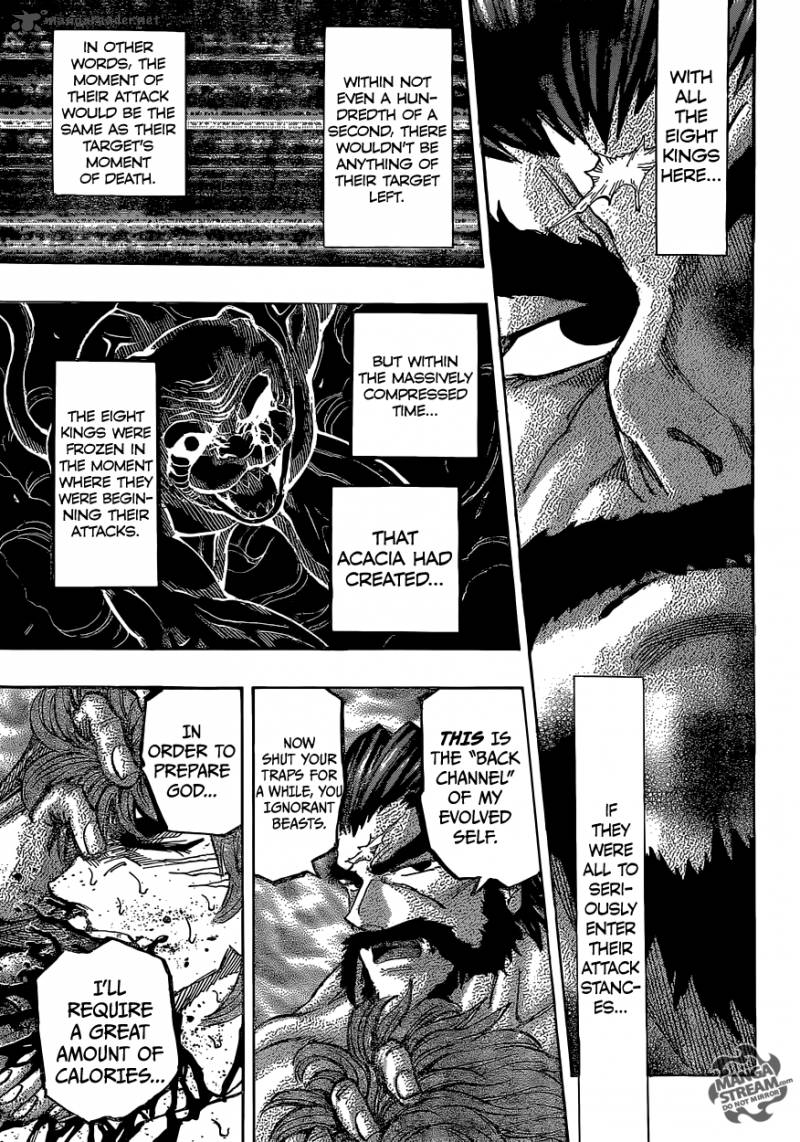 mangareader.net
WITH
ALL
THE
EIGHT
KINGS
HERE...
IF
THEY
WERE
ALL TO
SERI-
OUSLY
ENTER
THEIR
ATTACK
STANC-
ES...
WITHIN NOT
EVEN A HUN-
DREDTH OF A
SECOND, THERE
WOULDN'T BE
ANYTHING OF
THEIR TARGET
LEFT.
IN OTHER
WORDS, THE
MOMENT OF
THEIR ATTACK
WOULD BE THE
SAME AS THEIR
TARGET'S
MOMENT
OF DEATH.
BUT WITHIN
THE MASSIVELY
COMPRESSED
TIME...
THAT
ACACIA HAD
CREATED...
THE EIGHT
KINGS WERE
FROZEN IN
THE MOMENT
WHERE THEY
WERE BEGIN-
NING THEIR
ATTACKS.
THIS IS
THE "BACK
CHANNEL"
OF MY
EVOLVED
SELF.
NOW
SHUT YOUR
TRAPS FOR
A WHILE, YOU
IGNORANT
BEASTS.
IN
ORDER TO
PREPARE
GOD...
I'LL
REQUIRE
A GREAT
AMOUNT OF
CALORIES...
MANGA
STREAM.com
DO NOT MIRROR!